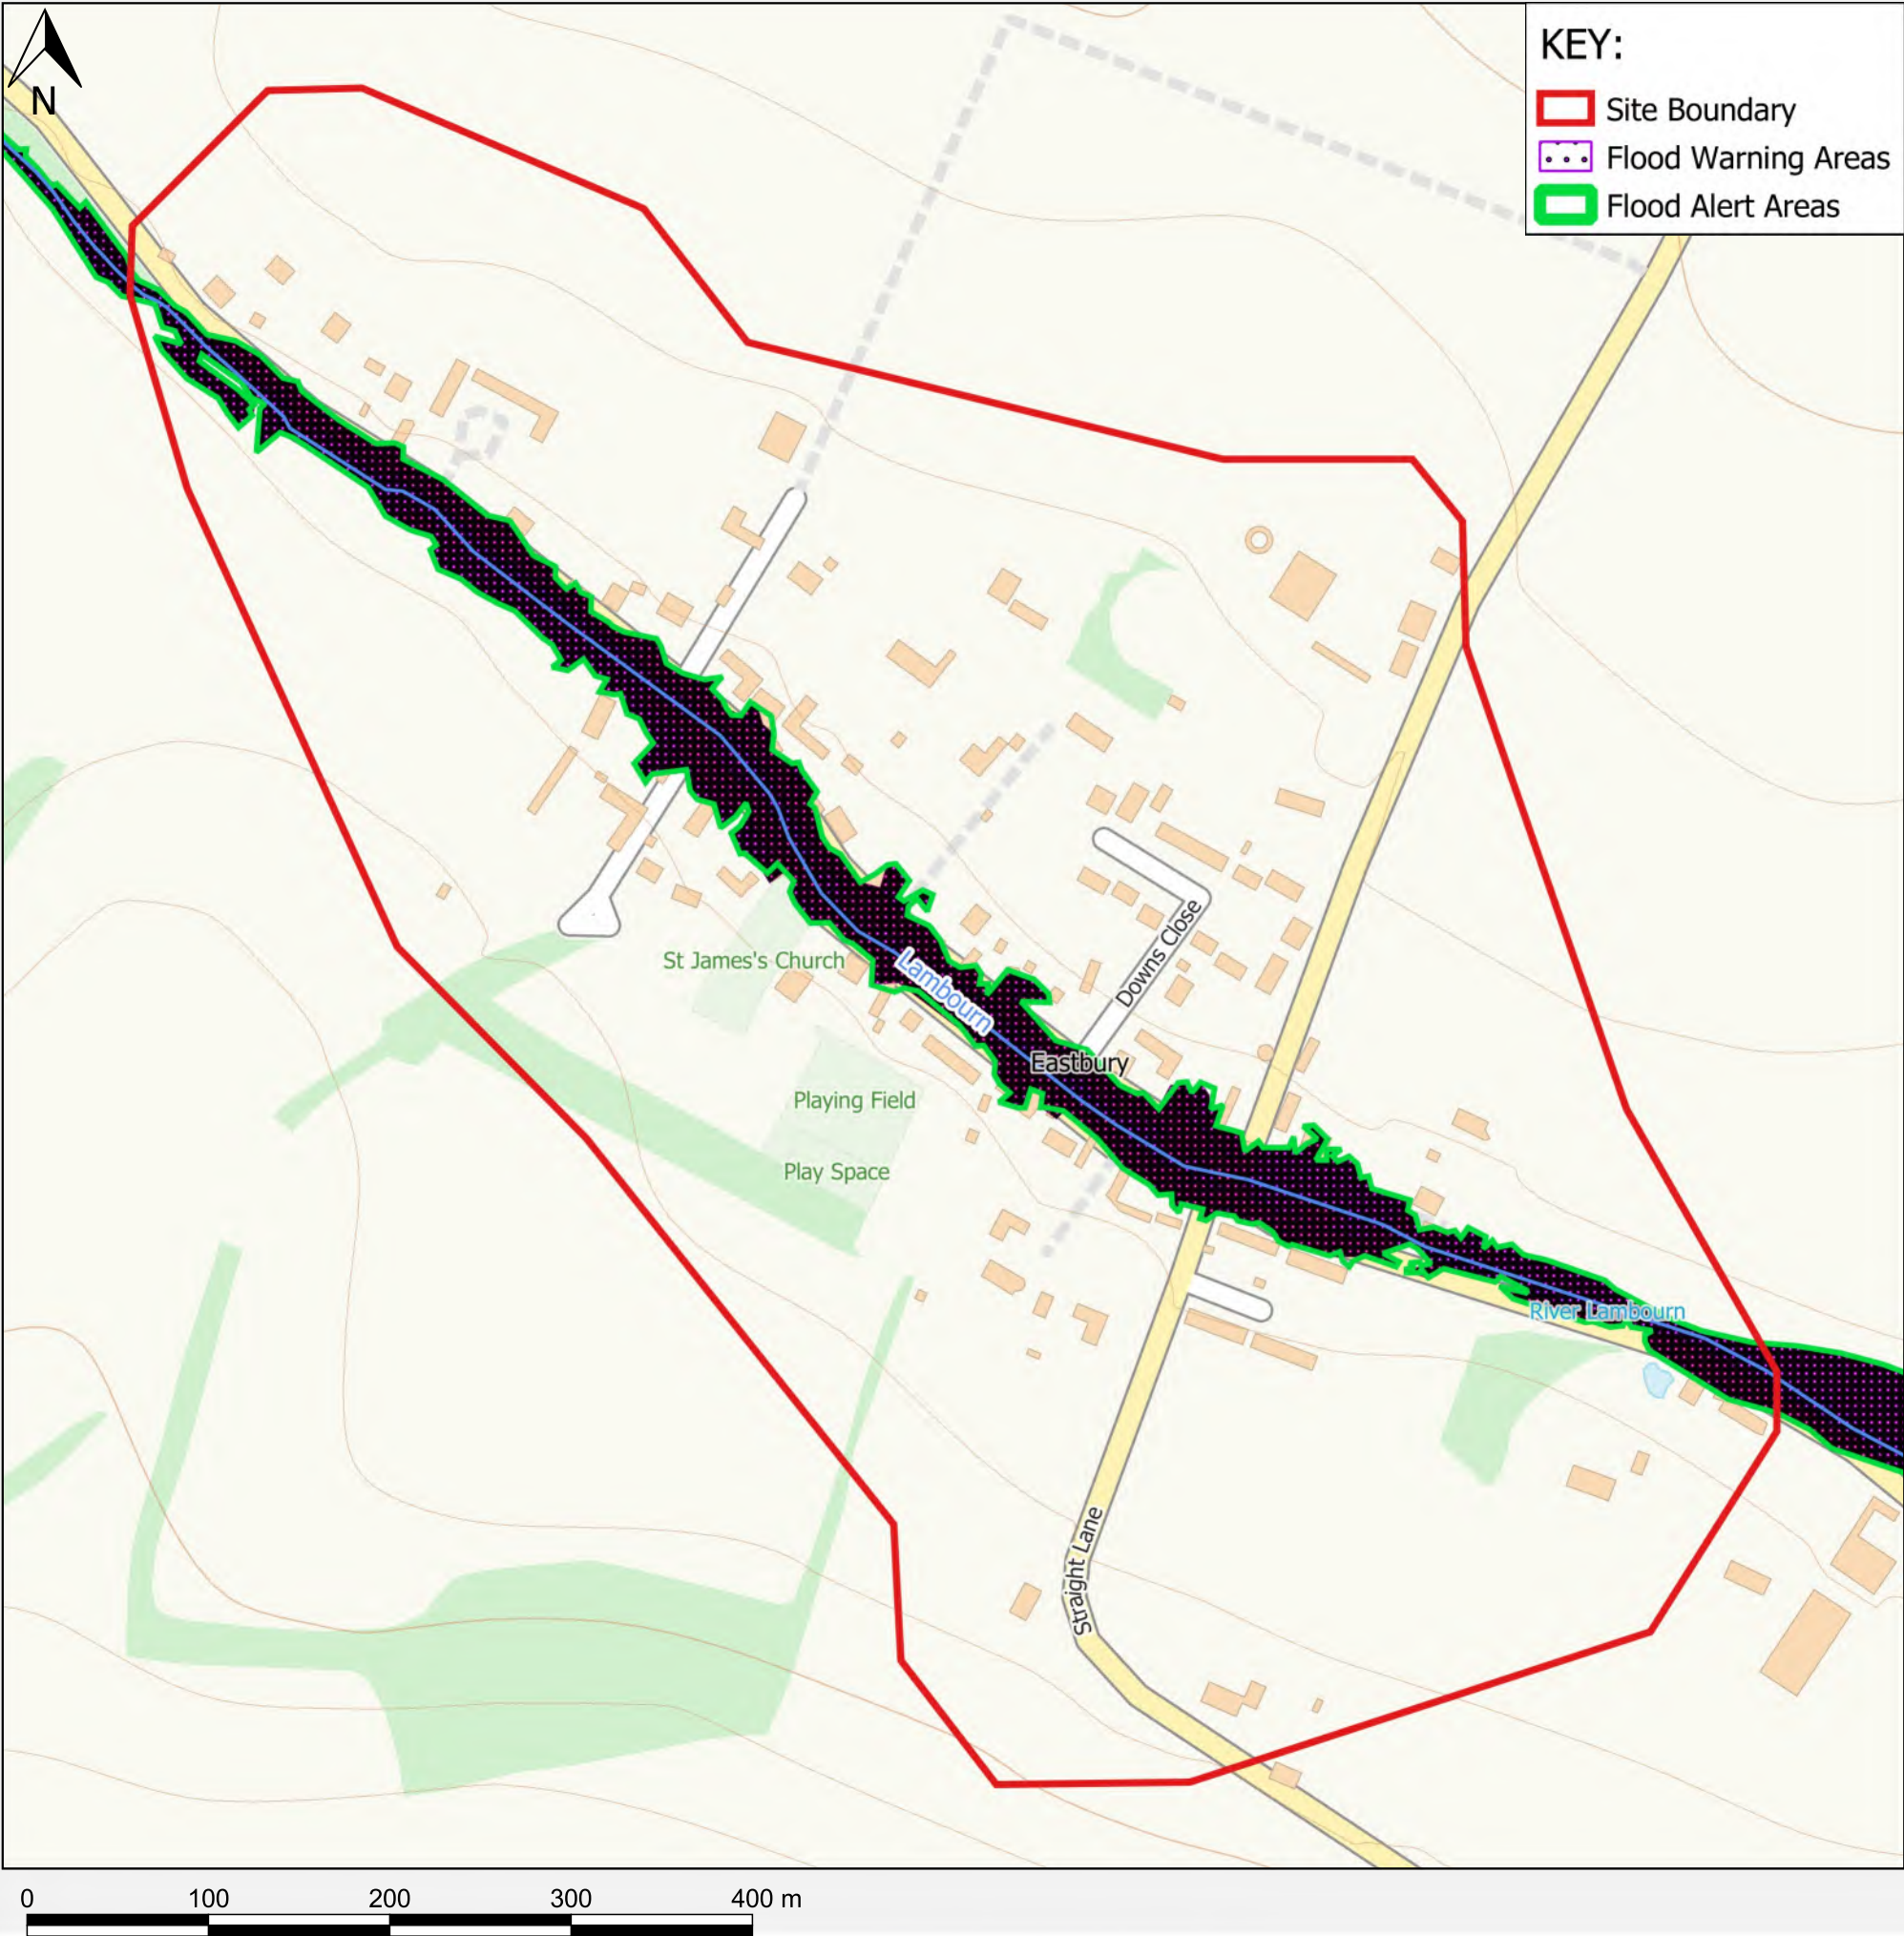 N
KEY:
Site Boundary
Flood Warning Areas
Flood Alert Areas
Downs Close
St James's Church
Lambourn
Eastbury
Playing Field
Play Space
River Lambourn
Straight Lane
0 100 200 300 400 m